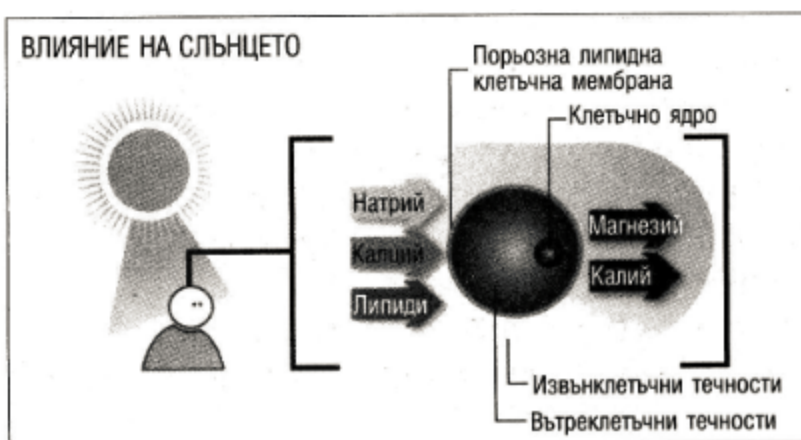 ВЛИЯНИЕ НА СЛЪНЦЕТО
Порьозна липидна
клетъчна мембрана
Клетъчно ядро
Натрий
Калций
Липиди
Магнезий
Калий
Извънклетъчни течности
Вътреклетъчни течности